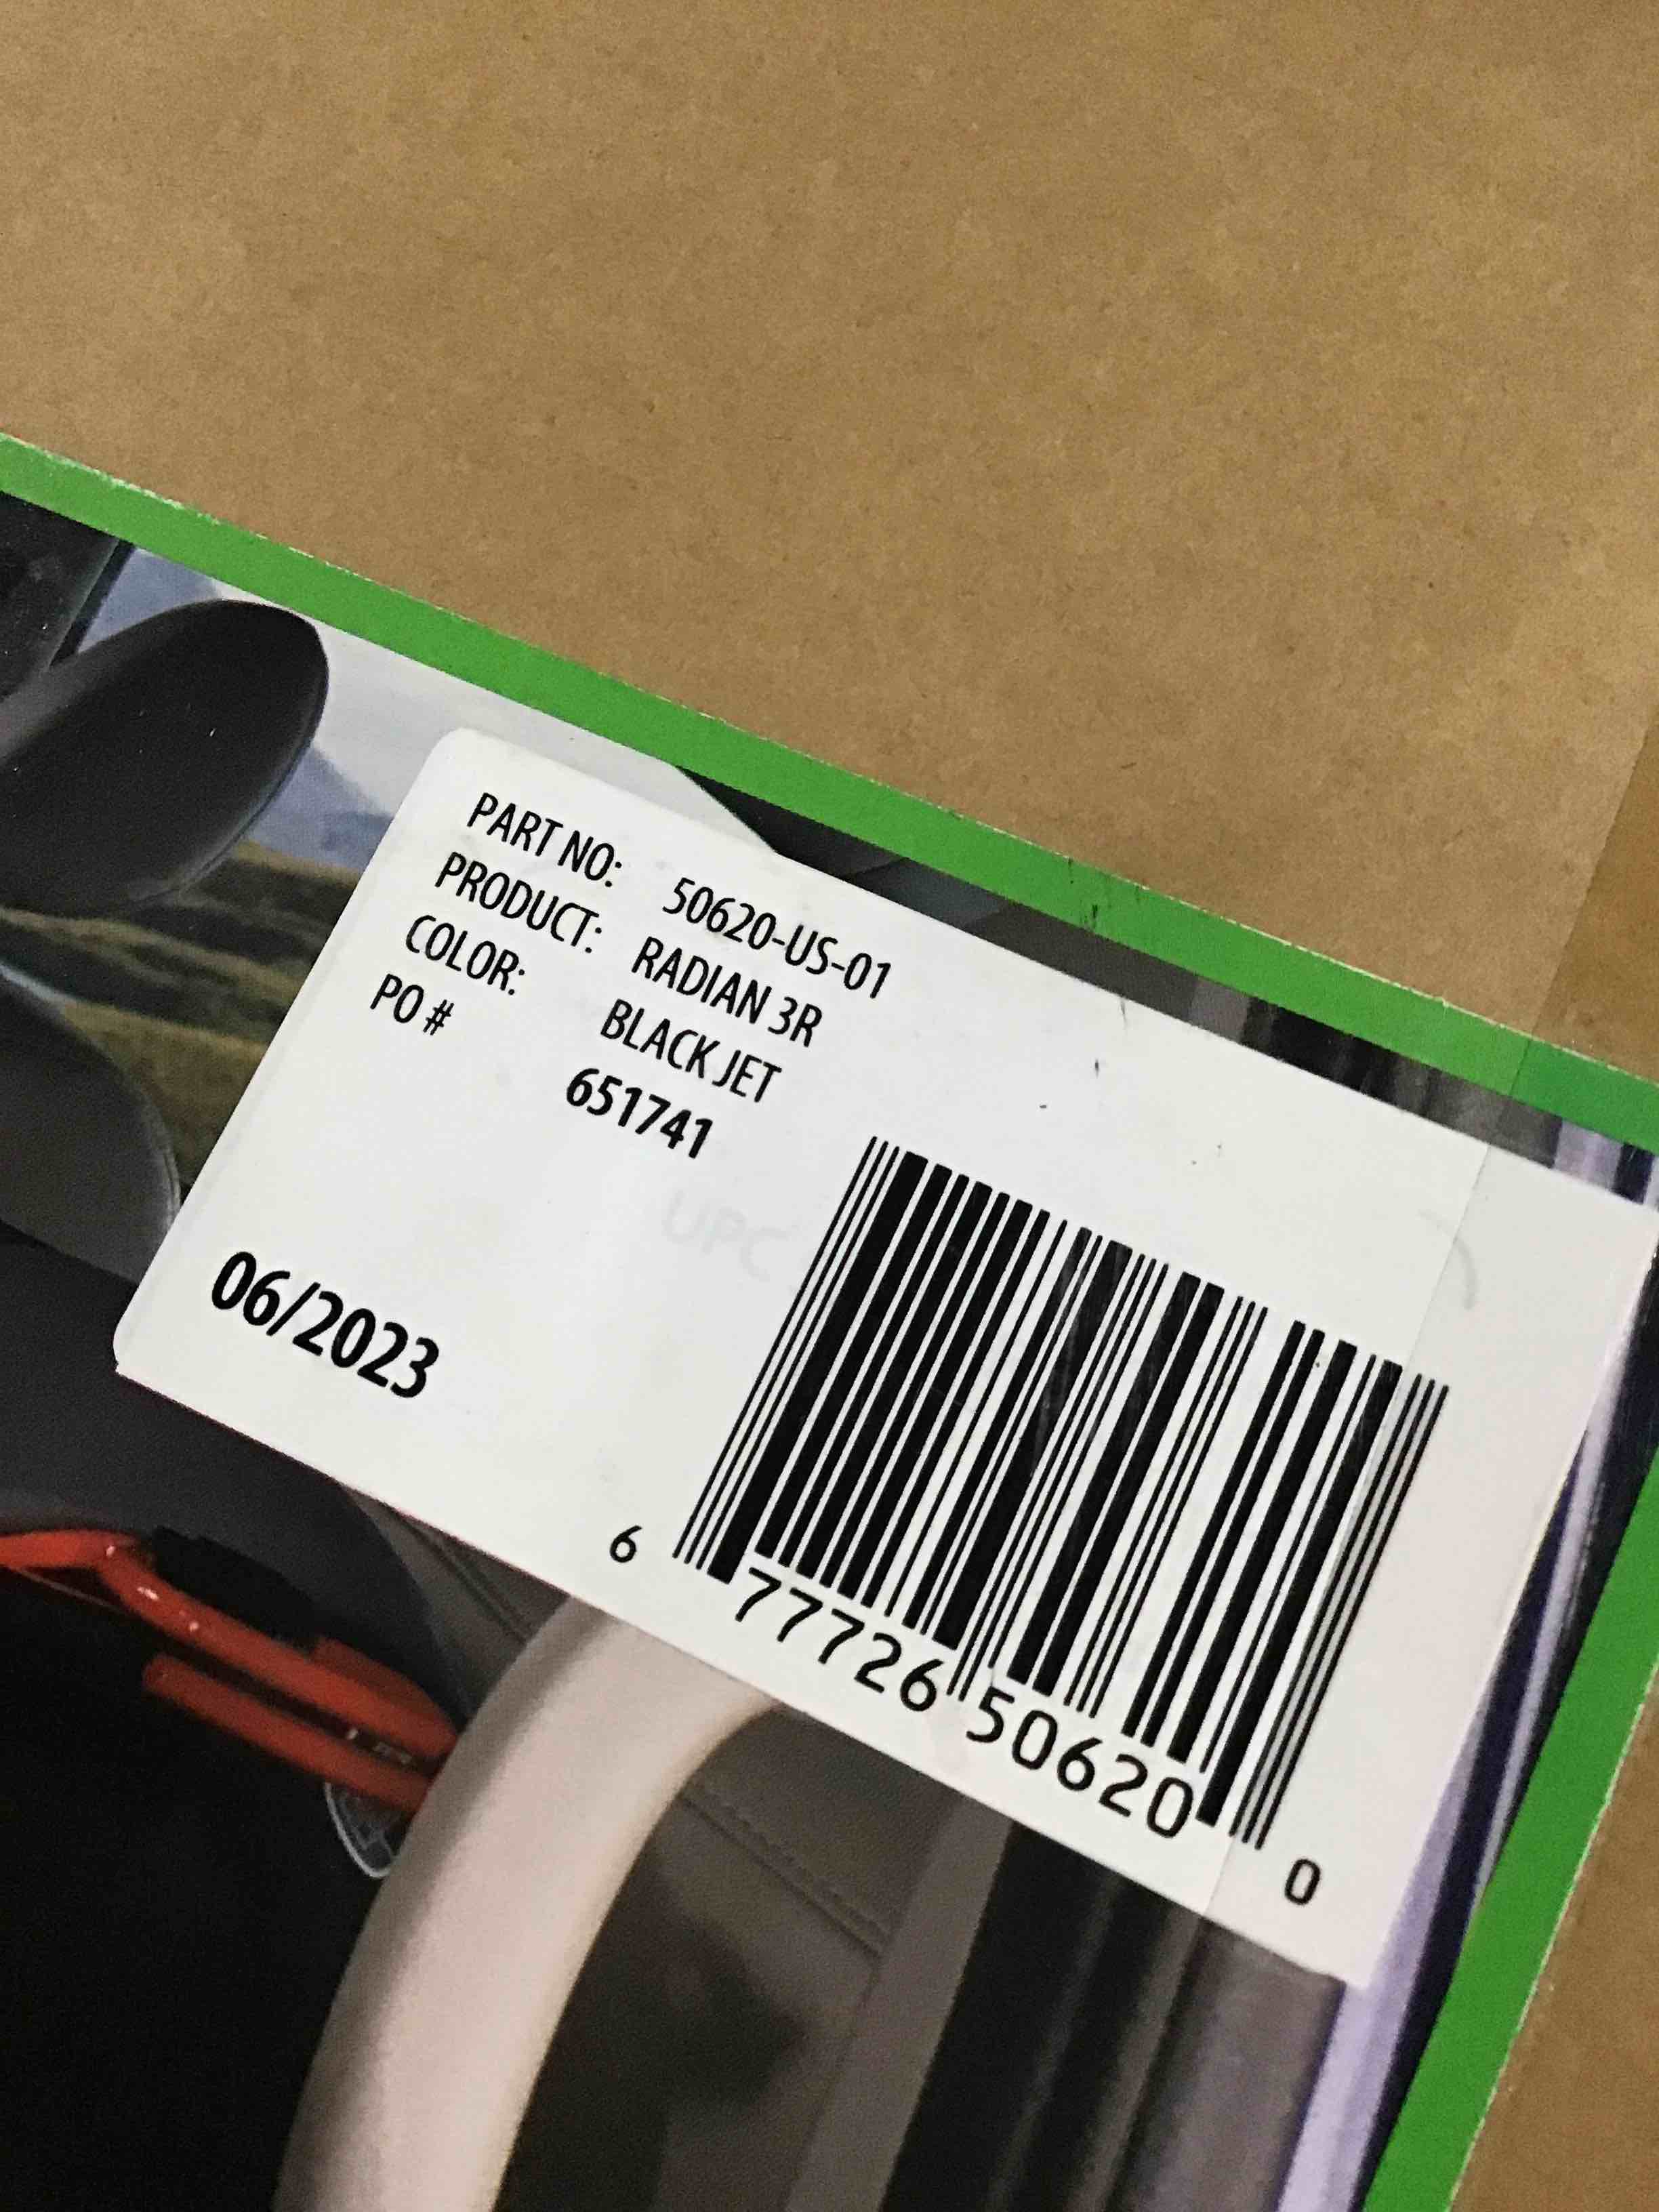 PART NO: 50620-US-01
PRODUCT: RADIAN 3R
COLOR: BLACK JET
PO # 651741
UPC
06/2023
6 77726 50620 0